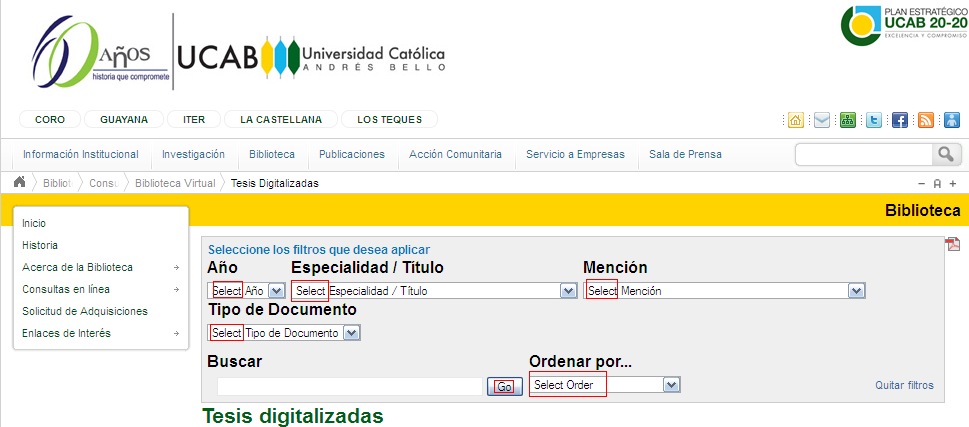 60 AÑOS
historia que compromete
UCAB
Universidad Católica
ANDRÉS BELLO
PLAN ESTRATÉGICO
UCAB 20-20
EXCELENCIA Y COMPROMISO
CORO GUAYANA ITER LA CASTELLANA LOS TEQUES
Información Institucional Investigación Biblioteca Publicaciones Acción Comunitaria Servicio a Empresas Sala de Prensa
Bibliot Consu Biblioteca Virtual Tesis Digitalizadas
− A +
Biblioteca
Inicio
Historia
Acerca de la Biblioteca
Consultas en línea
Solicitud de Adquisiciones
Enlaces de Interés
Seleccione los filtros que desea aplicar
Año Especialidad / Título Mención
Select Año Select Especialidad / Título Select Mención
Tipo de Documento
Select Tipo de Documento
Buscar Ordenar por...
Go Select Order Quitar filtros
Tesis digitalizadas